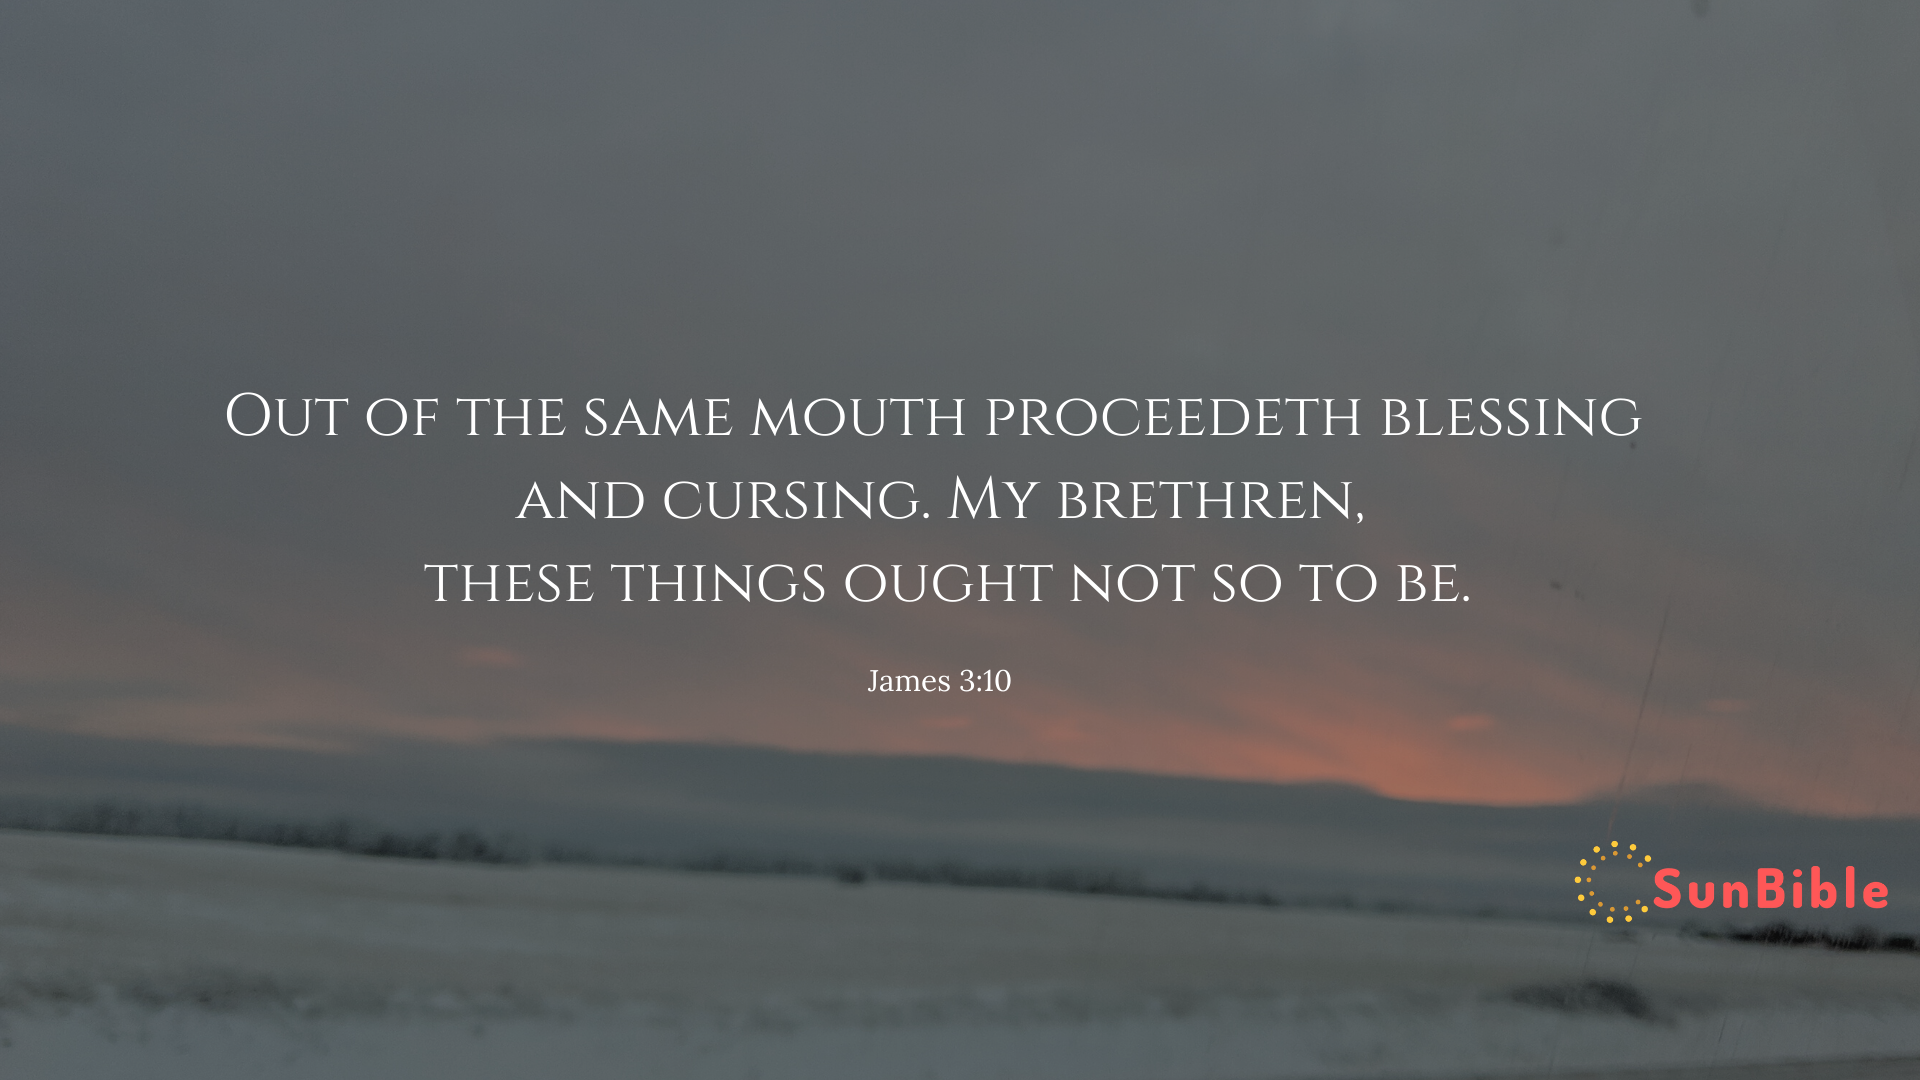 Out of the same mouth proceedeth blessing
and cursing. My brethren,
these things ought not so to be.
James 3:10
SunBible